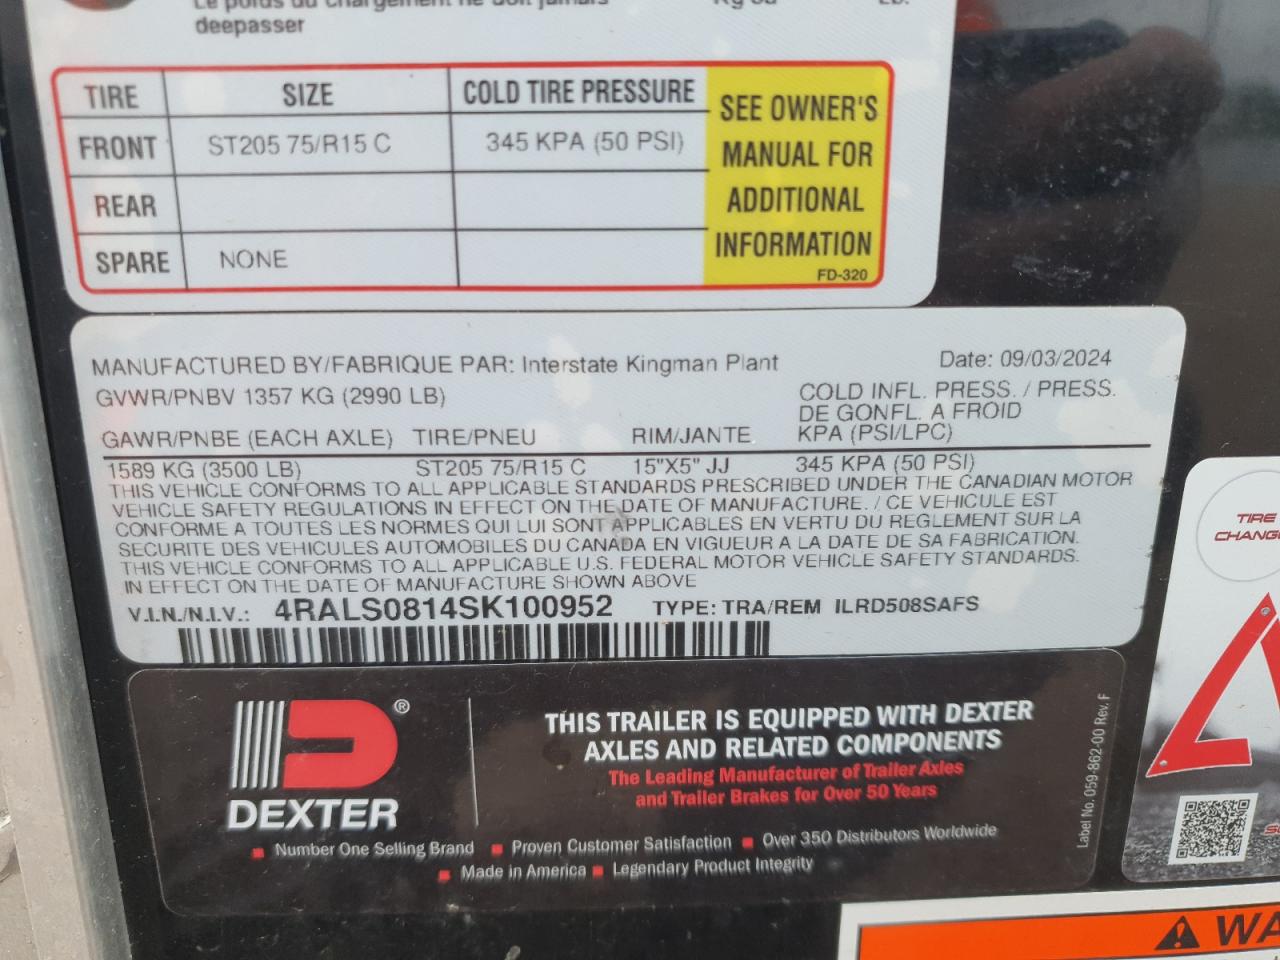 Le poids du chargement ne doit jamais Kg ou LB.
deepasser
TIRE SIZE COLD TIRE PRESSURE
FRONT ST205 75/R15 C 345 KPA (50 PSI)
REAR
SPARE NONE
SEE OWNER'S
MANUAL FOR
ADDITIONAL
INFORMATION
FD-320
MANUFACTURED BY/FABRIQUE PAR: Interstate Kingman Plant Date: 09/03/2024
GVWR/PNBV 1357 KG (2990 LB)
COLD INFL. PRESS. / PRESS.
DE GONFL. A FROID
GAWR/PNBE (EACH AXLE) TIRE/PNEU RIM/JANTE KPA (PSI/LPC)
1589 KG (3500 LB) ST205 75/R15 C 15"X5" JJ 345 KPA (50 PSI)
THIS VEHICLE CONFORMS TO ALL APPLICABLE STANDARDS PRESCRIBED UNDER THE CANADIAN MOTOR
VEHICLE SAFETY REGULATIONS IN EFFECT ON THE DATE OF MANUFACTURE. / CE VEHICULE EST
CONFORME A TOUTES LES NORMES QUI LUI SONT APPLICABLES EN VERTU DU REGLEMENT SUR LA
SECURITE DES VEHICULES AUTOMOBILES DU CANADA EN VIGUEUR A LA DATE DE SA FABRICATION.
THIS VEHICLE CONFORMS TO ALL APPLICABLE U.S. FEDERAL MOTOR VEHICLE SAFETY STANDARDS.
IN EFFECT ON THE DATE OF MANUFACTURE SHOWN ABOVE
V.I.N./N.I.V.: 4RALS0814SK100952 TYPE: TRA/REM ILRD508SAFS
TIRE
CHANG
®
DEXTER
THIS TRAILER IS EQUIPPED WITH DEXTER
AXLES AND RELATED COMPONENTS
The Leading Manufacturer of Trailer Axles
and Trailer Brakes for Over 50 Years
Number One Selling Brand Proven Customer Satisfaction Over 350 Distributors Worldwide
Made in America Legendary Product Integrity
Label No. 059-862-00 Rev. F
WA